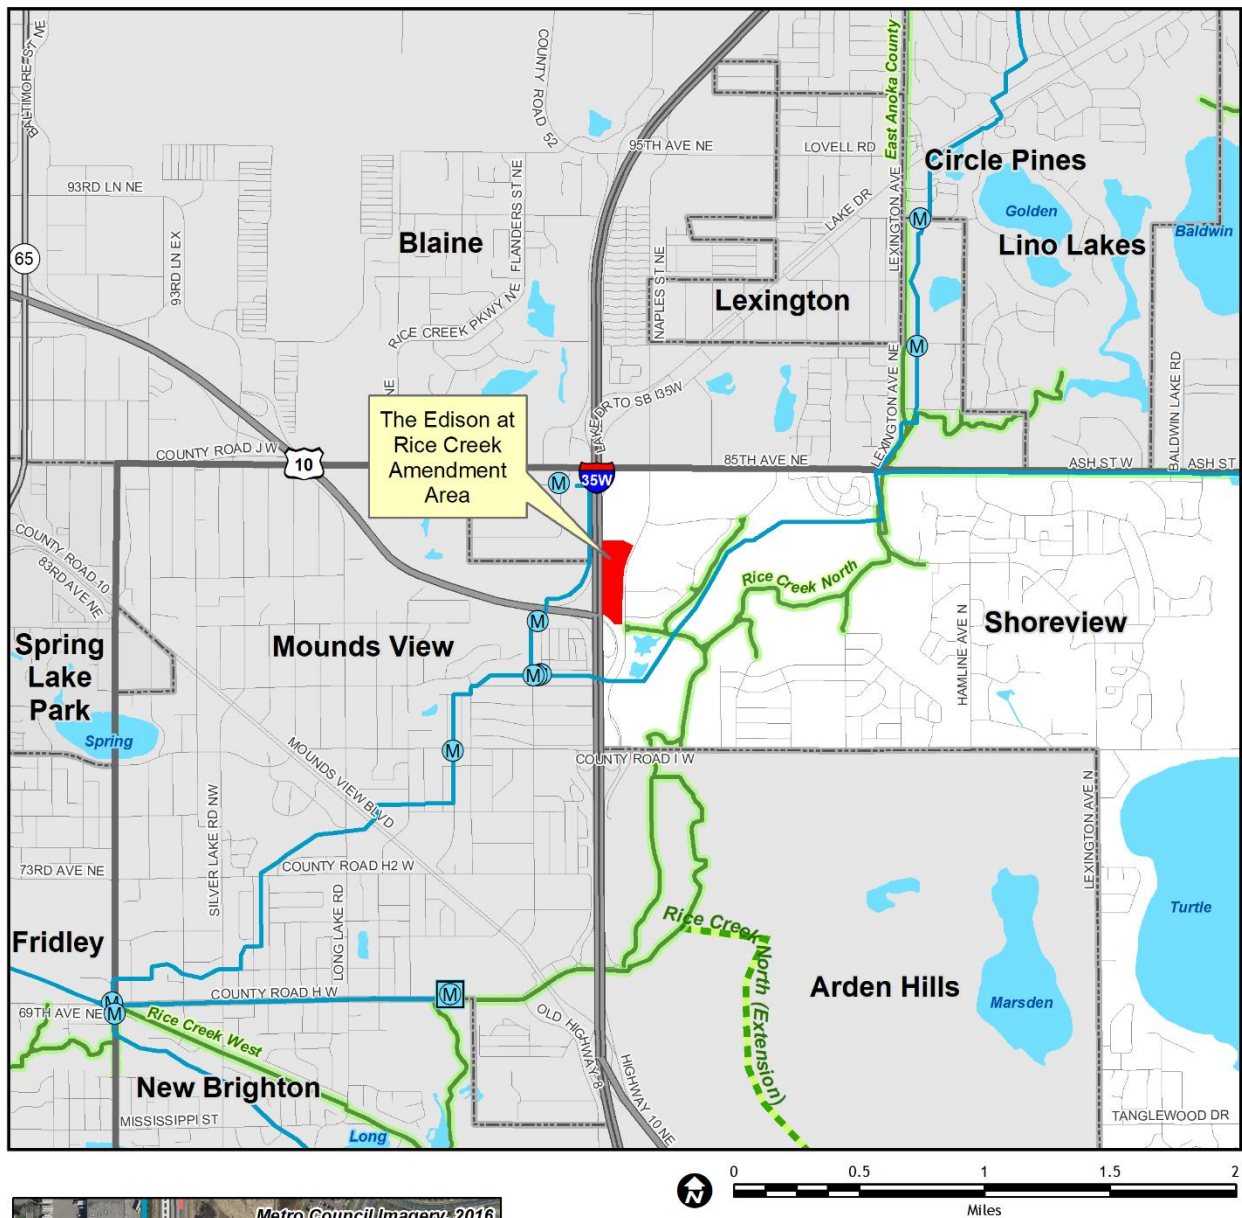 BALTIMORE ST NE
COUNTY ROAD 52
East Anoka County
95TH AVE NE
LOVELL RD
Circle Pines
93RD LN NE
FLANDERS ST NE
LAKE DR
LEXINGTON AVE
Golden
Baldwin
65
93RD LN EX
Blaine
Lino Lakes
NAPLES ST NE
Lexington
RICE CREEK PKWY NE
LEXINGTON AVE NE
BALDWIN LAKE RD
NE
LAKE DR TO SB I35W
The Edison at
Rice Creek
Amendment
Area
COUNTY ROAD J W
10
35W
M
85TH AVE NE
ASH ST W
ASH ST
M
M
COUNTY ROAD 10
83RD AVE NE
Rice Creek North
Spring
Lake
Park
Mounds View
M
M
Shoreview
HAMLINE AVE N
Spring
M
MOUNDS VIEW BLVD
COUNTY ROAD I W
LEXINGTON AVE N
SILVER LAKE RD NW
73RD AVE NE
COUNTY ROAD H2 W
LONG LAKE RD
Turtle
Fridley
Rice Creek North (Extension)
Arden Hills
Marsden
M
M
COUNTY ROAD H W
M
69TH AVE NE
Rice Creek West
OLD HIGHWAY 8
HIGHWAY 10 NE
New Brighton
MISSISSIPPI ST
Long
TANGLEWOOD DR
N
0 0.5 1 1.5 2
Miles
Metro Council Imagery, 2016